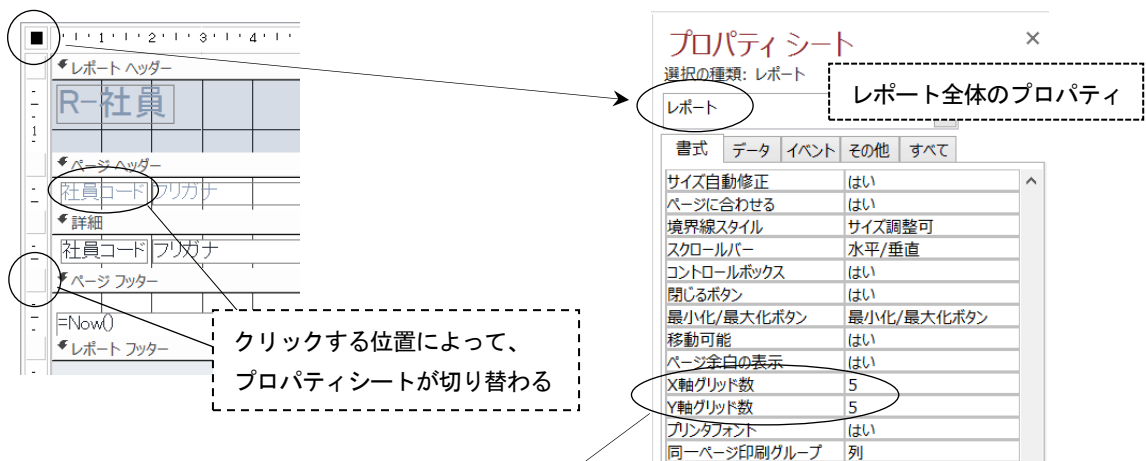 ' ı ' 1 ' ı ' 2 ' ı ' 3 ' ı ' 4 ' ı '
レポート ヘッダー
R-社員
1
ページ ヘッダー
社員コード フリガナ
詳細
社員コード フリガナ
ページ フッター
=Now()
レポート フッター
クリックする位置によって、
プロパティシートが切り替わる
プロパティ シート ×
選択の種類: レポート
レポート
レポート全体のプロパティ
書式 データ イベント その他 すべて
サイズ自動修正 はい
ページに合わせる はい
境界線スタイル サイズ調整可
スクロールバー 水平/垂直
コントロールボックス はい
閉じるボタン はい
最小化/最大化ボタン 最小化/最大化ボタン
移動可能 はい
ページ余白の表示 はい
X軸グリッド数 5
Y軸グリッド数 5
プリンタフォント はい
同一ページ印刷グループ 列